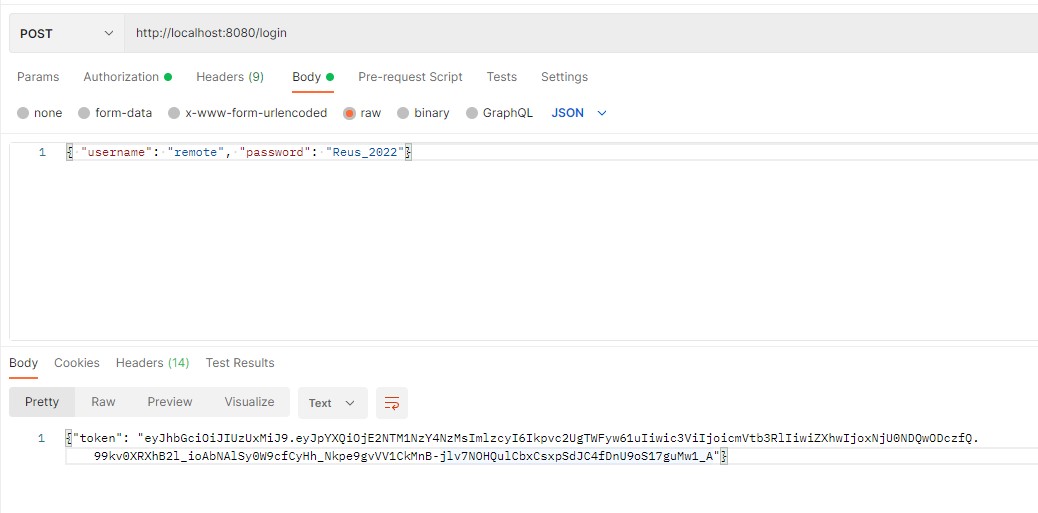 POST http://localhost:8080/login
Params Authorization Headers (9) Body Pre-request Script Tests Settings
none form-data x-www-form-urlencoded raw binary GraphQL JSON
1 { "username": "remote", "password": "Reus_2022"}
Body Cookies Headers (14) Test Results
Pretty Raw Preview Visualize Text
1 {"token": "eyJhbGciOiJIUzUxMiJ9.eyJpYXQiOjE2NTM1NzY4NzMsImlzcyI6Ikpvc2UgTWFyw61uIiwic3ViIjoicmVtb3RlIiwiZXhwIjoxNjU0NDQwODczfQ.
99kv0XRXhB2l_ioAbNAlSy0W9cfCyHh_Nkpe9gvVV1CkMnB-jlv7NOHQulCbxCsxpSdJC4fDnU9oS17guMw1_A"}